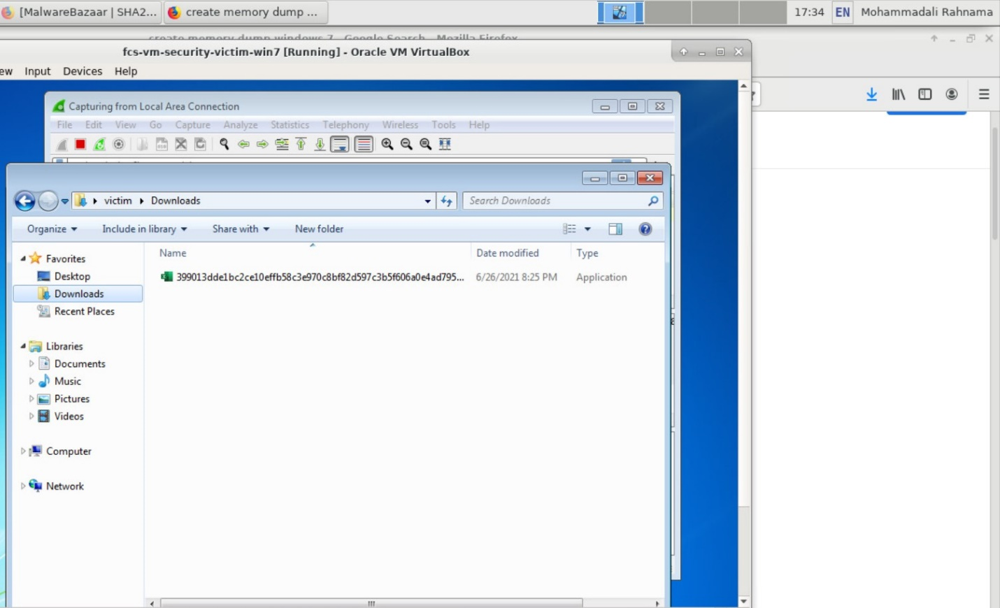 [MalwareBazaar | SHA2...
create memory dump ...
17:34
EN
Mohammadali Rahnama
create memory dump windows 7 - Google Search - Mozilla Firefox
fcs-vm-security-victim-win7 [Running] - Oracle VM VirtualBox
ew Input Devices Help
Capturing from Local Area Connection
File Edit View Go Capture Analyze Statistics Telephony Wireless Tools Help
victim Downloads
Search Downloads
Organize Include in library Share with New folder
Name Date modified Type
Favorites
Desktop
399013dde1bc2ce10effb58c3e970c8bf82d597c3b5f606a0e4ad795... 6/26/2021 8:25 PM Application
Downloads
Recent Places
Libraries
Documents
Music
Pictures
Videos
Computer
Network